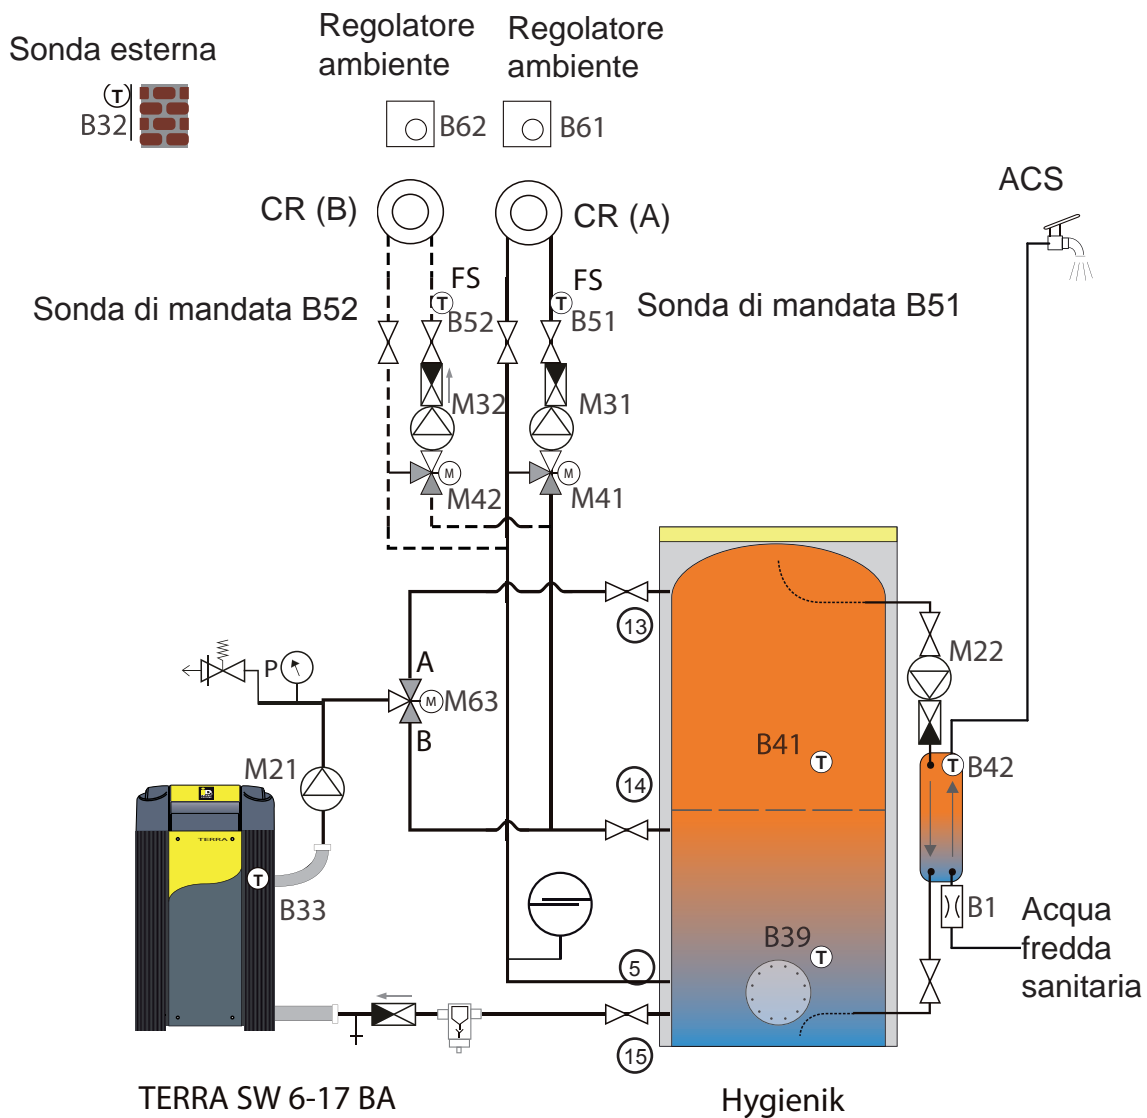 Regolatore
ambiente
Regolatore
ambiente
Sonda esterna
T
B32
B62
B61
ACS
CR (B)
CR (A)
FS
FS
Sonda di mandata B52
T
B52
T
B51
Sonda di mandata B51
M32
M31
M
M42
M
M41
13
A
P
M
M63
B
M22
B41
T
T
B42
M21
14
TERRA
T
B33
B1
Acqua
fredda
sanitaria
B39
T
5
15
TERRA SW 6-17 BA
Hygienik